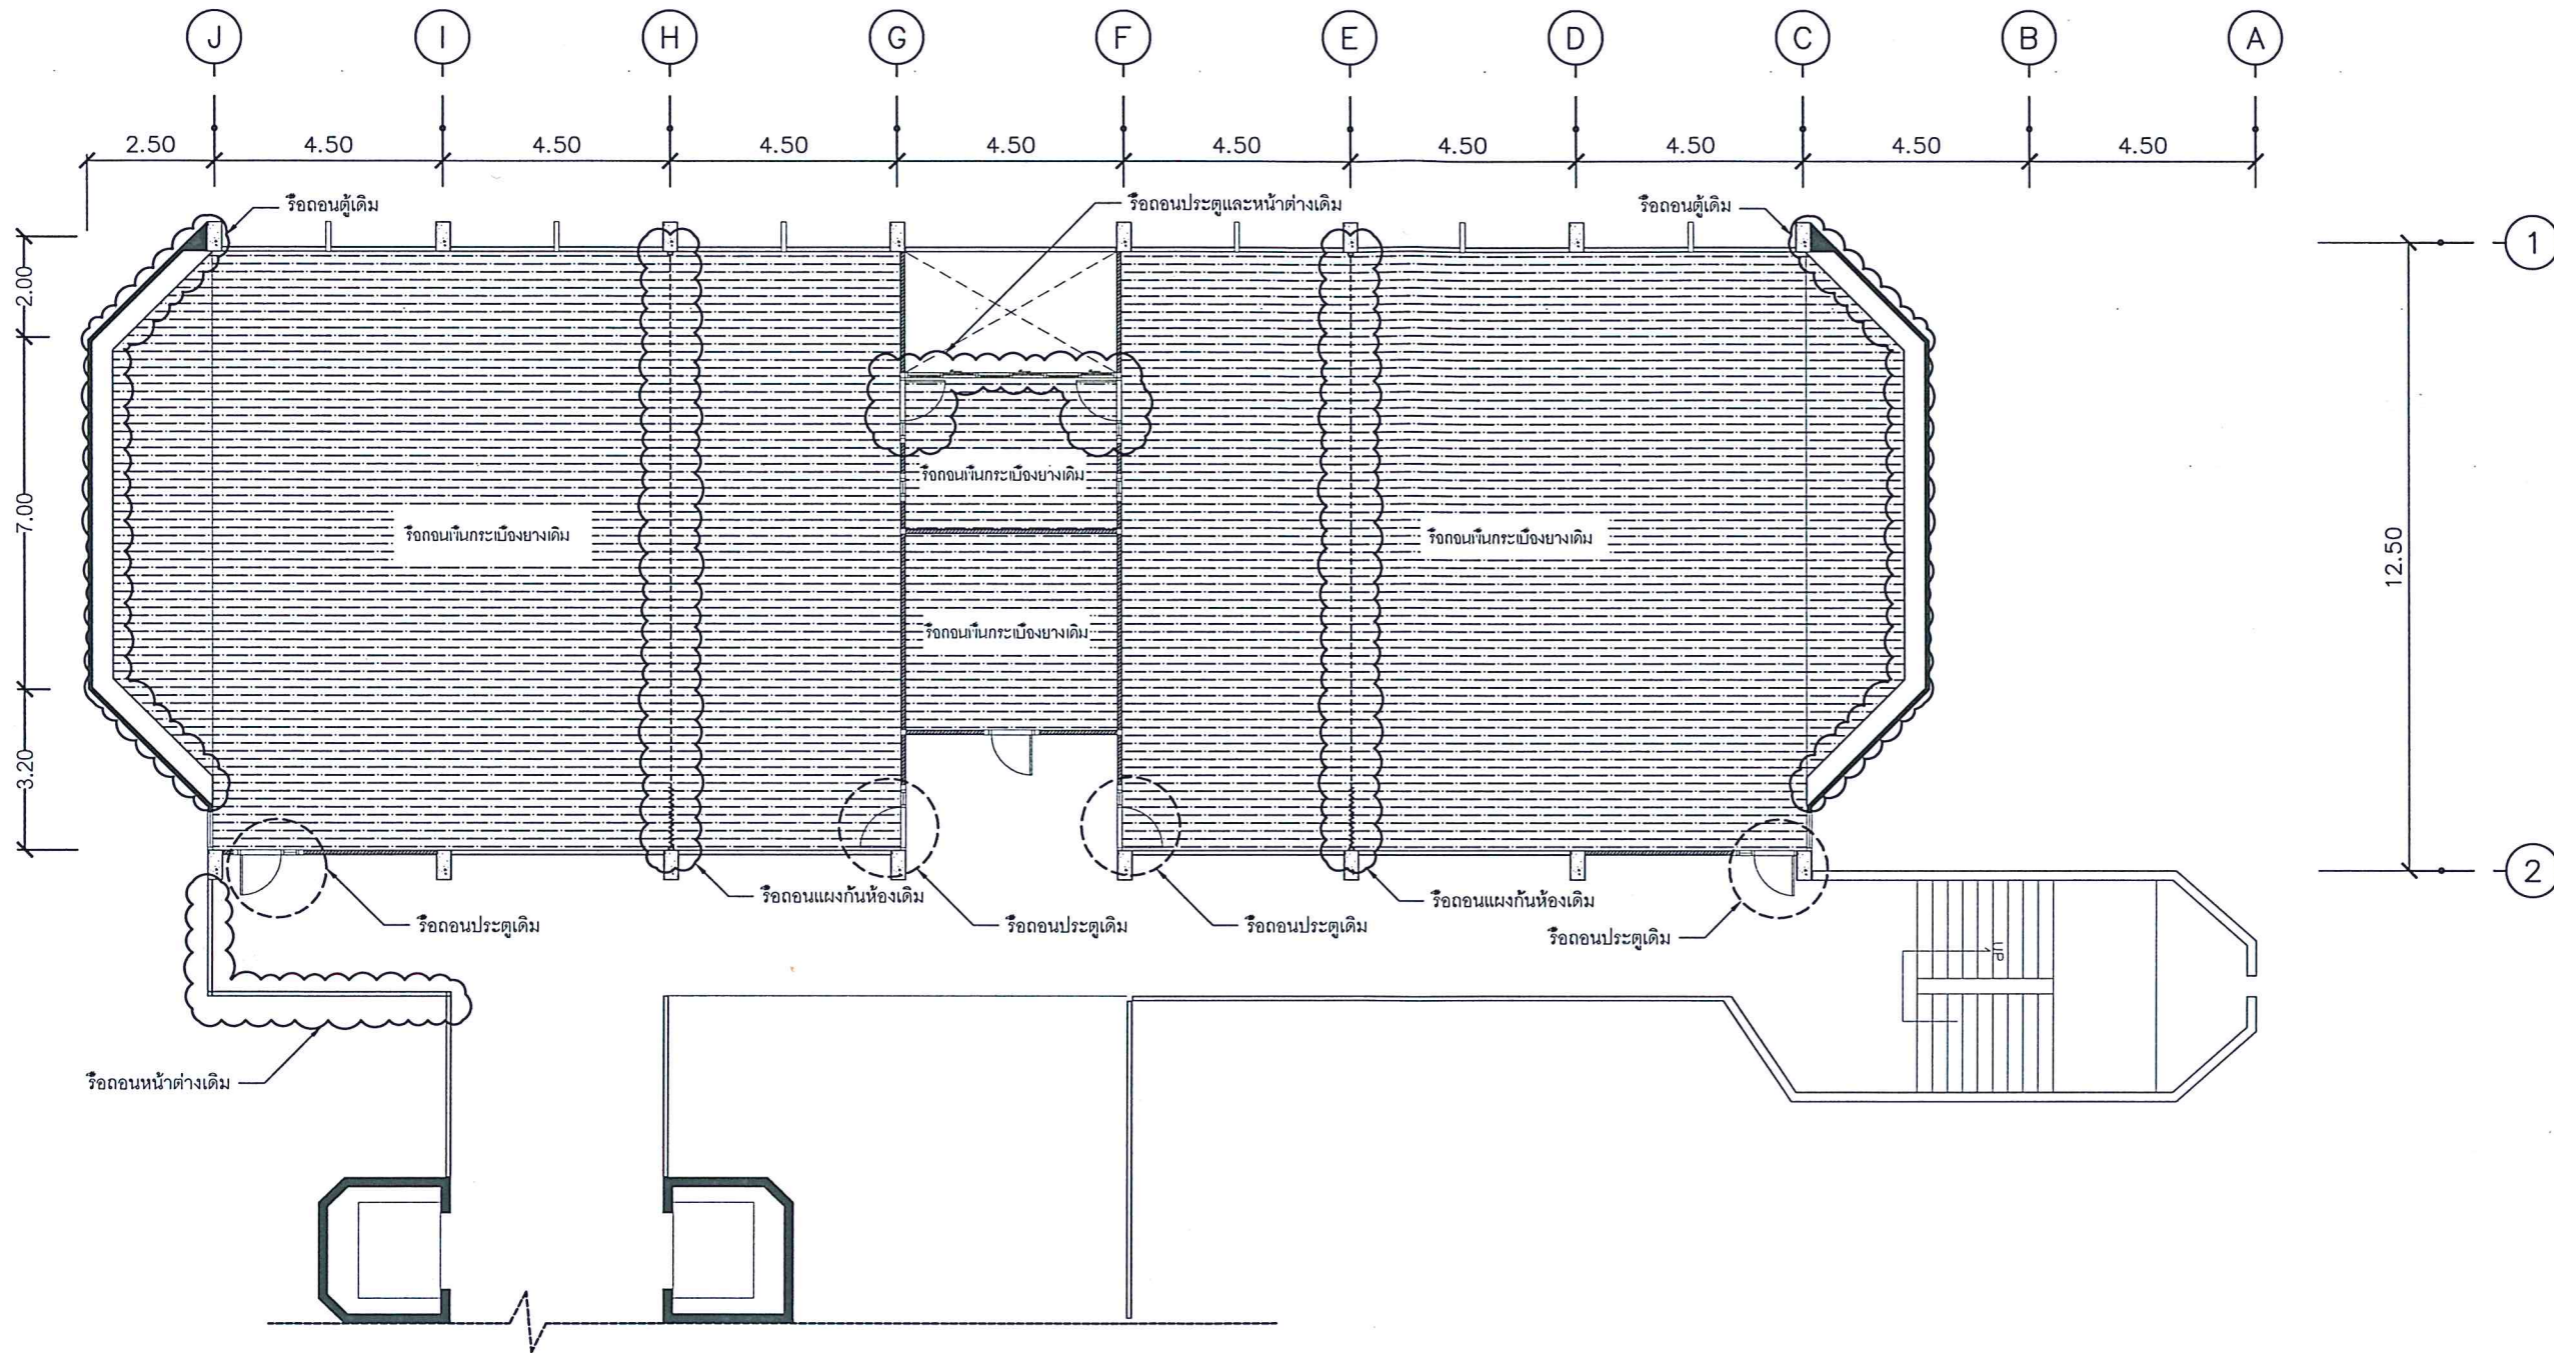 J I H G F E D C B A
2.50 4.50 4.50 4.50 4.50 4.50 4.50 4.50 4.50 4.50
รื้อถอนตู้เดิม
รื้อถอนประตูและหน้าต่างเดิม
รื้อถอนตู้เดิม
1
2.00
รื้อถอนพื้นกระเบื้องยางเดิม
7.00
รื้อถอนพื้นกระเบื้องยางเดิม
รื้อถอนพื้นกระเบื้องยางเดิม
12.50
รื้อถอนพื้นกระเบื้องยางเดิม
3.20
2
รื้อถอนแผงกั้นห้องเดิม
รื้อถอนแผงกั้นห้องเดิม
รื้อถอนประตูเดิม
รื้อถอนประตูเดิม
รื้อถอนประตูเดิม
รื้อถอนประตูเดิม
UP
รื้อถอนหน้าต่างเดิม